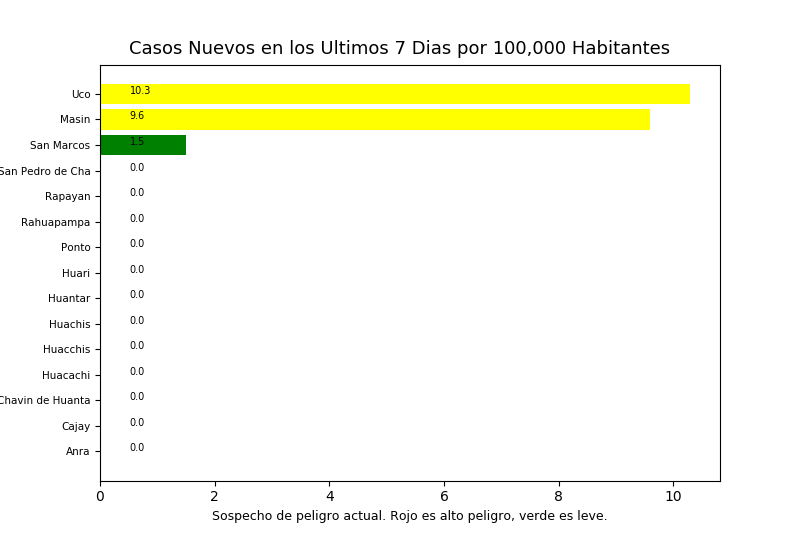 Casos Nuevos en los Ultimos 7 Dias por 100,000 Habitantes
Uco 10.3
Masin 9.6
San Marcos 1.5
San Pedro de Cha 0.0
Rapayan 0.0
Rahuapampa 0.0
Ponto 0.0
Huari 0.0
Huantar 0.0
Huachis 0.0
Huacchis 0.0
Huacachi 0.0
Chavin de Huanta 0.0
Cajay 0.0
Anra 0.0
0 2 4 6 8 10
Sospecho de peligro actual. Rojo es alto peligro, verde es leve.